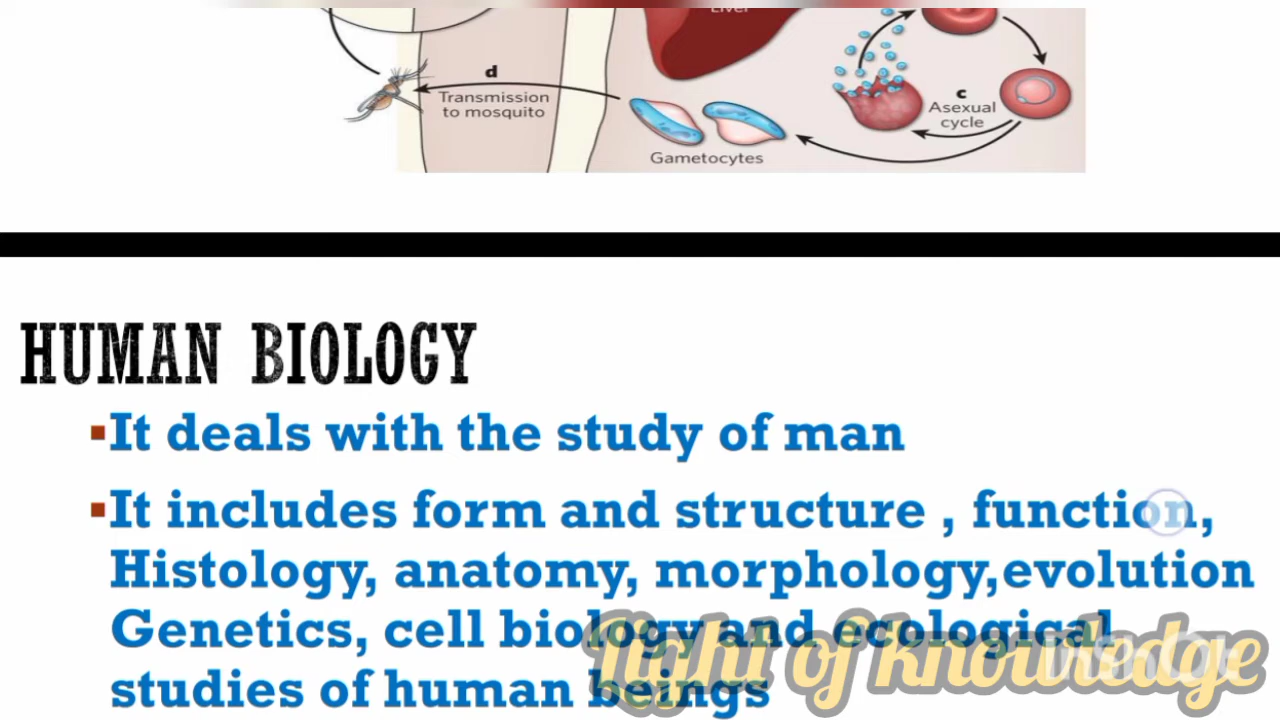 Liver
d
Transmission
to mosquito
c
Asexual
cycle
Gametocytes
HUMAN BIOLOGY
▪It deals with the study of man
▪It includes form and structure , function,
Histology, anatomy, morphology,evolution
Genetics, cell biology and ecological
studies of human beings
light of knowledge